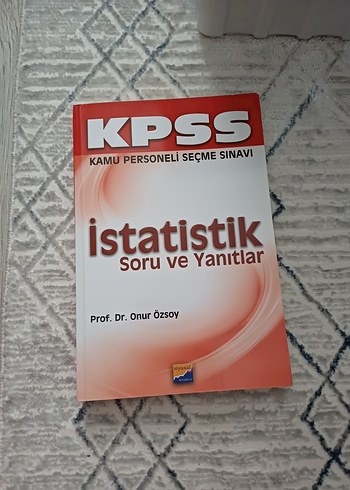 KPSS
KAMU PERSONELİ SEÇME SINAVI
İstatistik
Soru ve Yanıtlar
Prof. Dr. Onur Özsoy